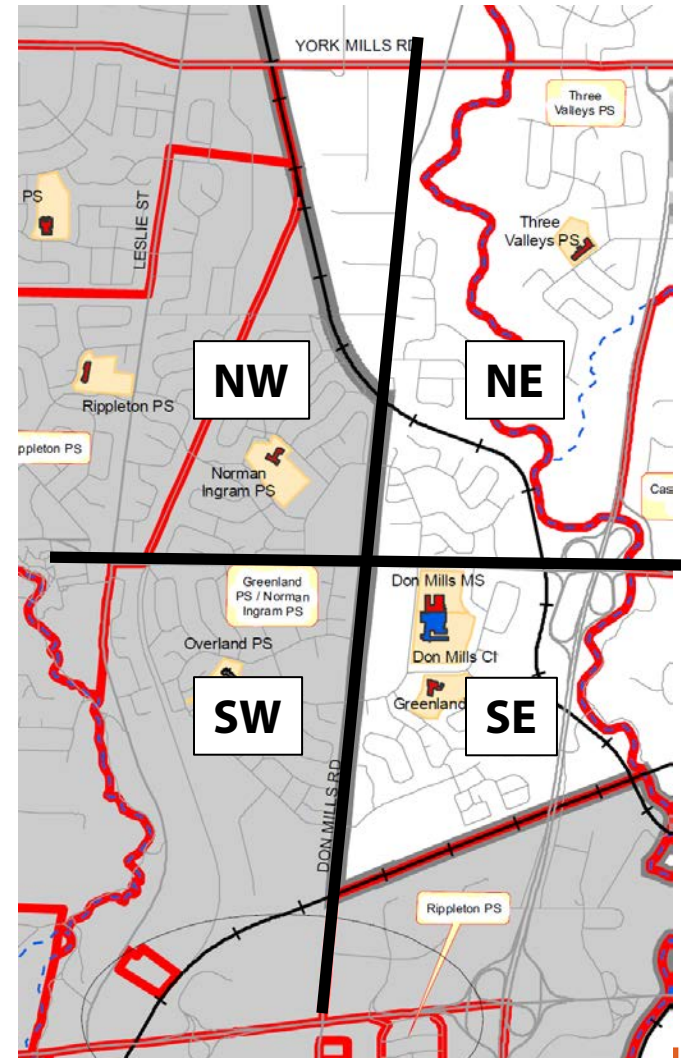 YORK MILLS RD
Three
Valleys PS
PS
LESLIE ST
Three
Valleys PS
NW
NE
Rippleton PS
ppleton PS
Norman
Ingram PS
Cas
Greenland
PS / Norman
Ingram PS
Don Mills MS
Overland PS
Don Mills CI
Greenland
SW
SE
DON MILLS RD
Rippleton PS